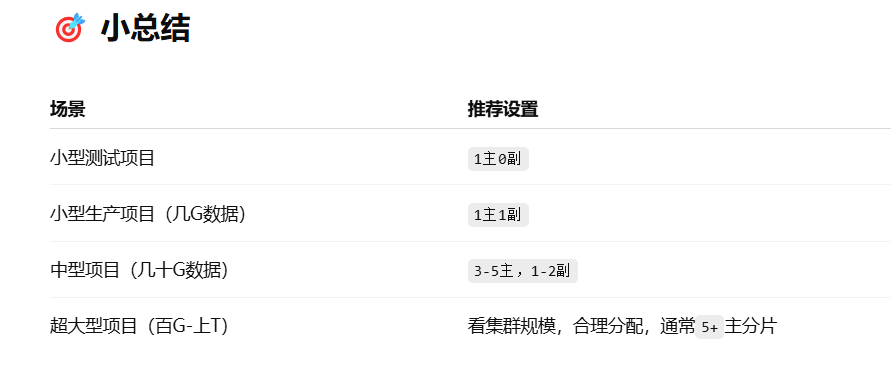 🎯 小总结
场景 推荐设置
小型测试项目 1主0副
小型生产项目（几G数据） 1主1副
中型项目（几十G数据） 3-5主，1-2副
超大型项目（百G-上T） 看集群规模，合理分配，通常 5+ 主分片